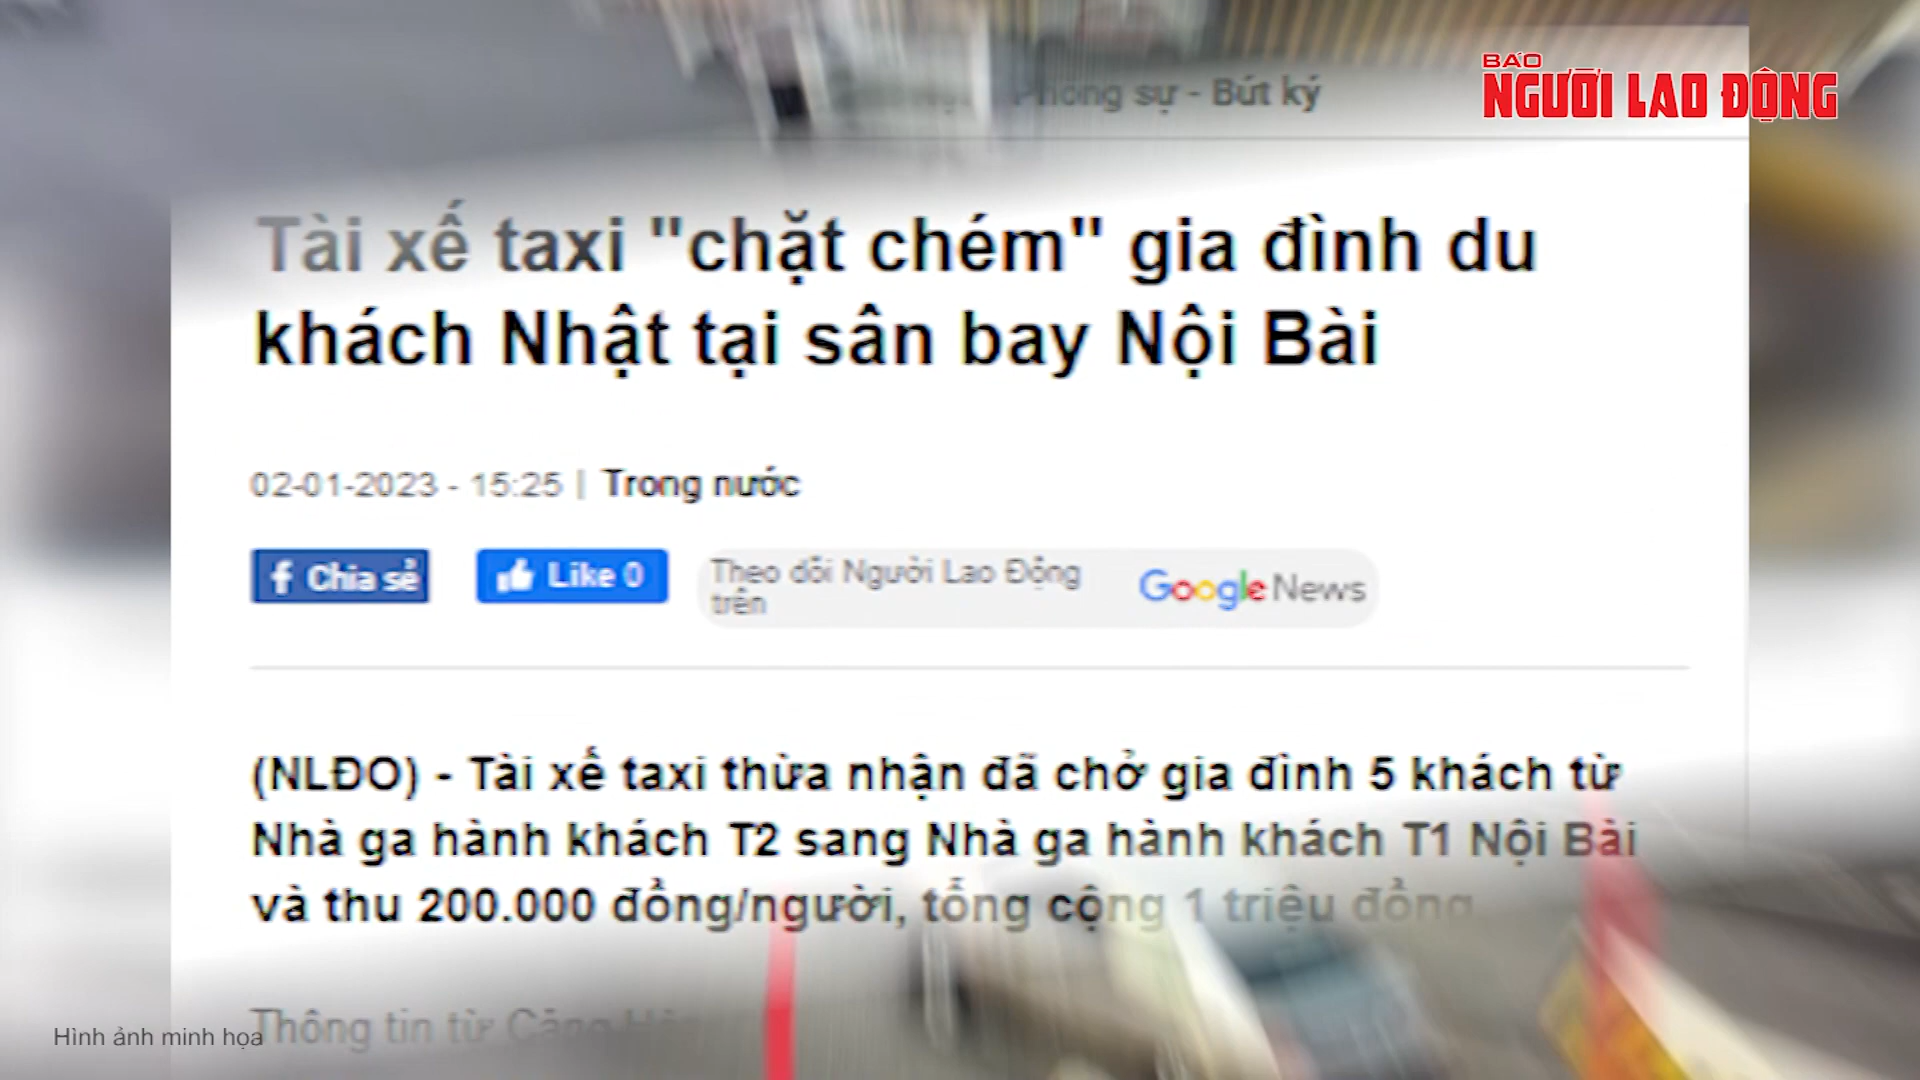 BÁO
NGƯỜI LAO ĐỘNG
Phóng sự - Bút ký
Tài xế taxi "chặt chém" gia đình du
khách Nhật tại sân bay Nội Bài
02-01-2023 - 15:25 | Trong nước
Chia sẻ Like 0 Theo dõi Người Lao Động
trên
Google News
(NLĐO) - Tài xế taxi thừa nhận đã chở gia đình 5 khách từ
Nhà ga hành khách T2 sang Nhà ga hành khách T1 Nội Bài
và thu 200.000 đồng/người, tổng cộng 1 triệu đồng
Thông tin từ Cảng
Hình ảnh minh họa